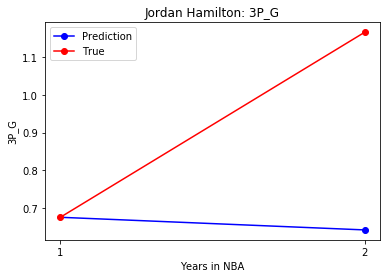 Jordan Hamilton: 3P_G
Prediction
True
1.1
1.0
0.9
0.8
0.7
3P_G
1
2
Years in NBA